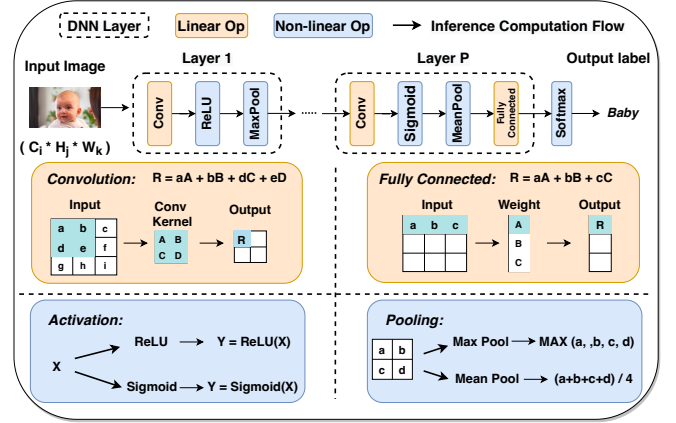 DNN Layer
Linear Op
Non-linear Op
Inference Computation Flow
Input Image
Layer 1
Layer P
Output label
Conv
ReLU
MaxPool
.....
Conv
Sigmoid
MeanPool
Fully
Connected
Softmax
Baby
( Ci * Hj * Wk )
Convolution: R = aA + bB + dC + eD
Input
Conv
Kernel
Output
a b c
d e f
g h i
A B
C D
R
Fully Connected: R = aA + bB + cC
Input Weight Output
a b c
A
B
C
R
Activation:
X
ReLU Y = ReLU(X)
Sigmoid Y = Sigmoid(X)
Pooling:
a b
c d
Max Pool MAX (a, ,b, c, d)
Mean Pool (a+b+c+d) / 4